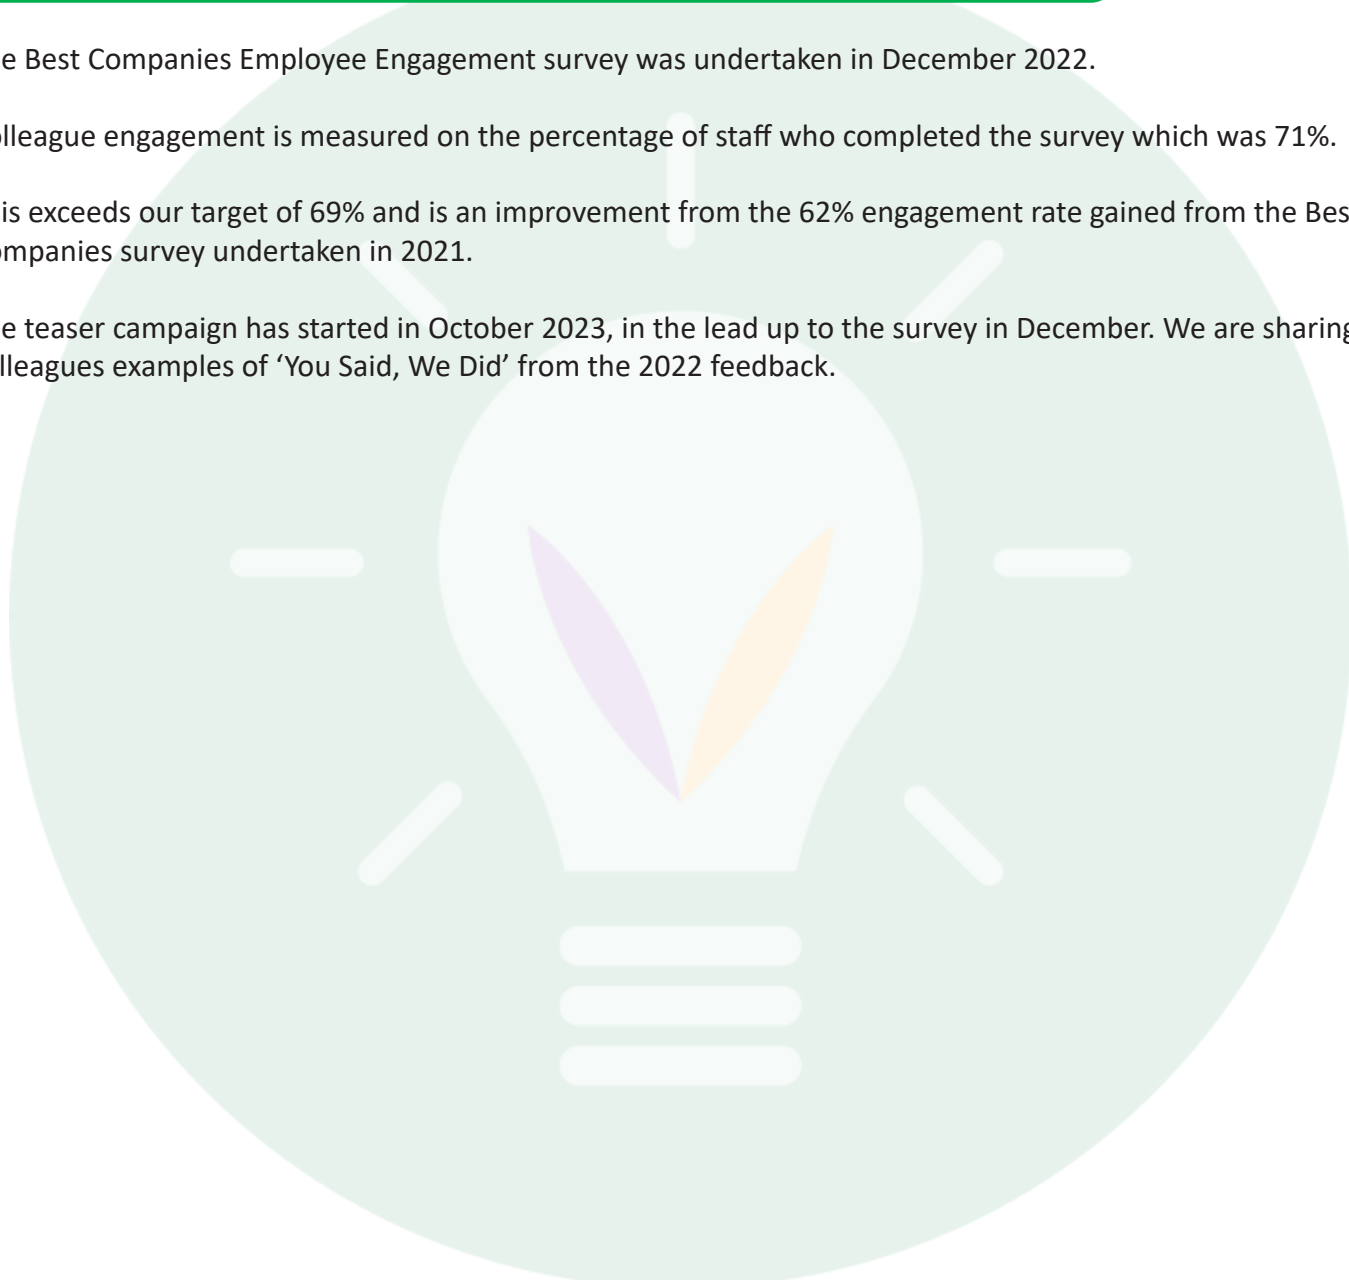 e Best Companies Employee Engagement survey was undertaken in December 2022.
lleague engagement is measured on the percentage of staff who completed the survey which was 71%.
is exceeds our target of 69% and is an improvement from the 62% engagement rate gained from the Bes
mpanies survey undertaken in 2021.
e teaser campaign has started in October 2023, in the lead up to the survey in December. We are sharing
lleagues examples of ‘You Said, We Did’ from the 2022 feedback.